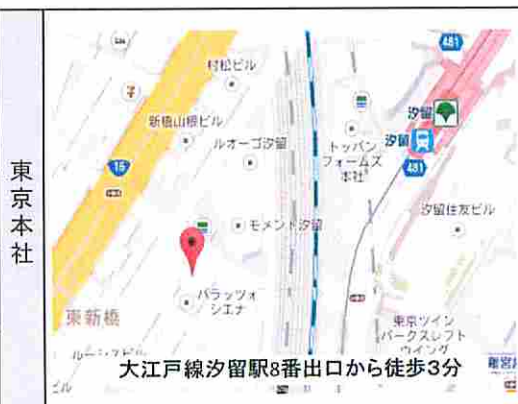 東京本社
481
村松ビル
新橋山根ビル
汐留
ルオーゴ汐留
トッパン
フォームズ
本社
汐留
15
481
汐留住友ビル
モメント汐留
パラッツォ
シエナ
東新橋
東京ツイン
パークスレフト
ウイング
大江戸線汐留駅8番出口から徒歩3分